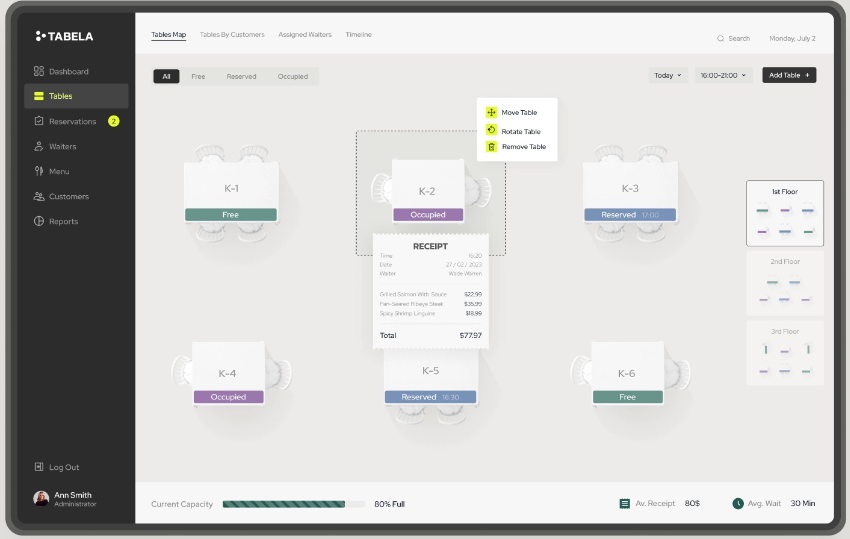 TABELA
Tables Map
Tables By Customers
Assigned Waiters
Timeline
Search
Monday, July 2
Dashboard
Tables
Reservations 2
Waiters
Menu
Customers
Reports
All
Free
Reserved
Occupied
Today
16:00-21:00
Add Table +
Move Table
Rotate Table
Remove Table
K-1
Free
K-2
Occupied
K-3
Reserved 17:00
RECEIPT
Time 15:20
Date 27/02/2023
Waiter Wade Warren
Grilled Salmon With Sauce $22.99
Pan-Seared Ribeye Steak $35.99
Spicy Shrimp Linguine $18.99
Total $77.97
K-4
Occupied
K-5
Reserved 16:30
K-6
Free
1st Floor
2nd Floor
3rd Floor
Log Out
Ann Smith
Administrator
Current Capacity
80% Full
Av. Receipt 80$
Avg. Wait 30 Min